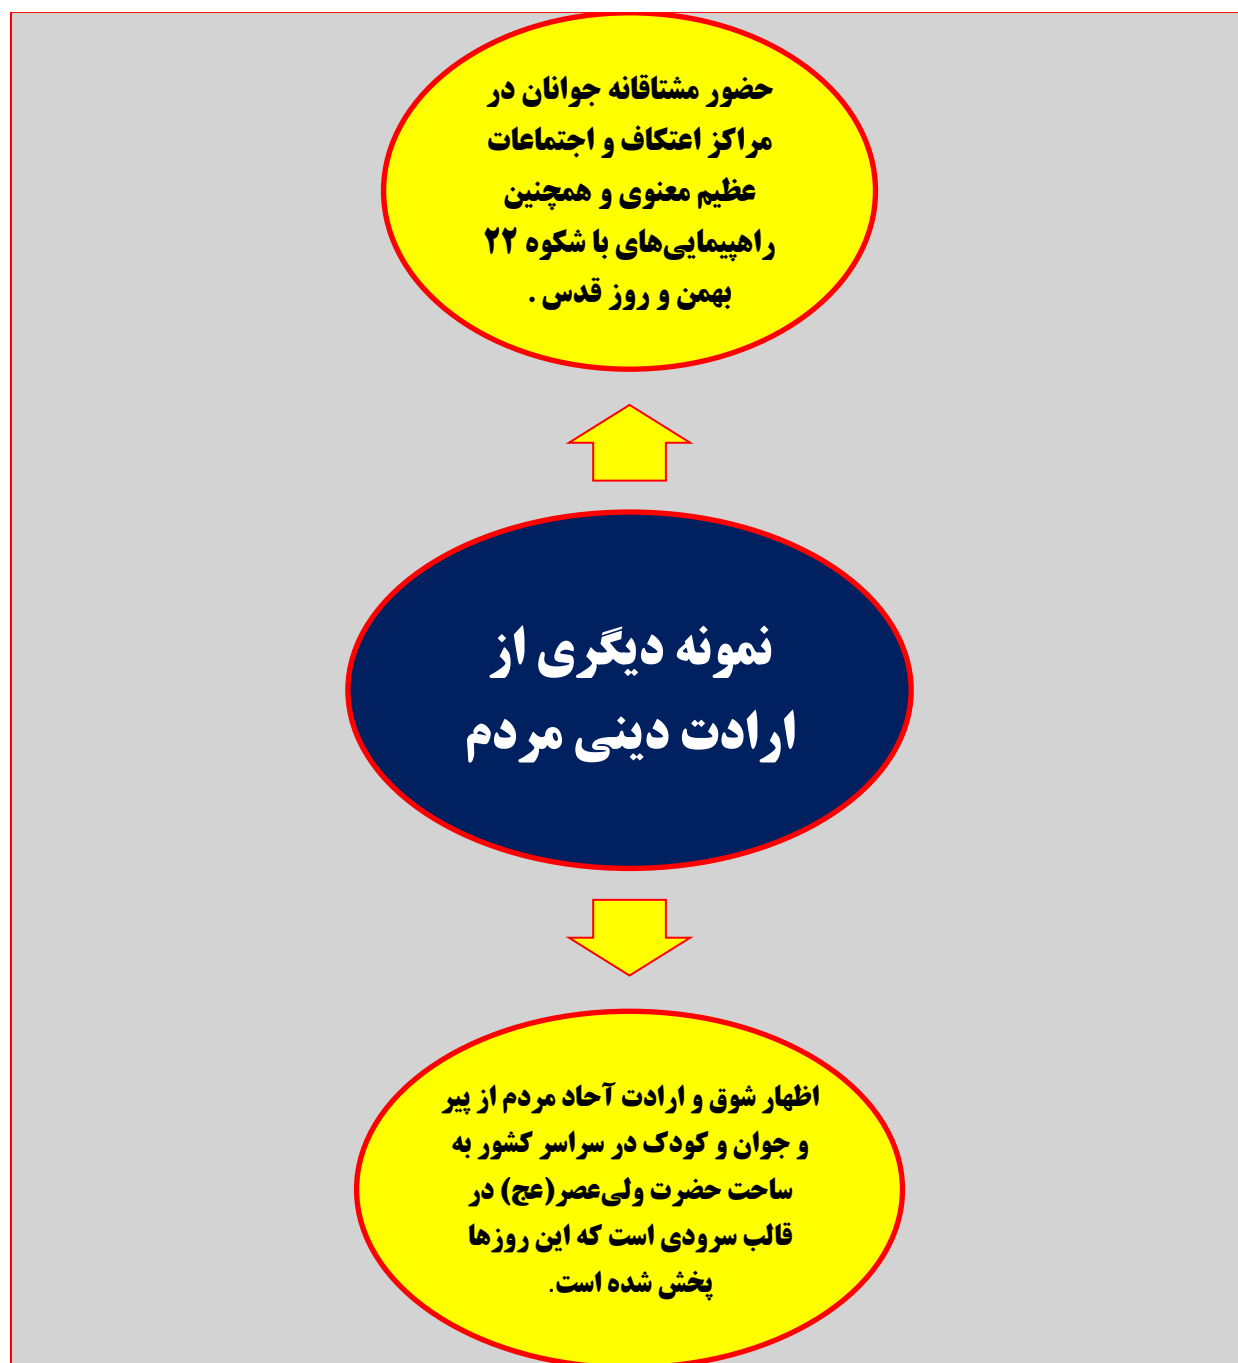 حضور مشتاقانه جوانان در
مراکز اعتکاف و اجتماعات
عظیم معنوی و همچنین
راهپیمایی‌های با شکوه ۲۲
بهمن و روز قدس .
نمونه دیگری از
ارادت دینی مردم
اظهار شوق و ارادت آحاد مردم از پیر
و جوان و کودک در سراسر کشور به
ساحت حضرت ولی‌عصر(عج) در
قالب سرودی است که این روزها
پخش شده است.